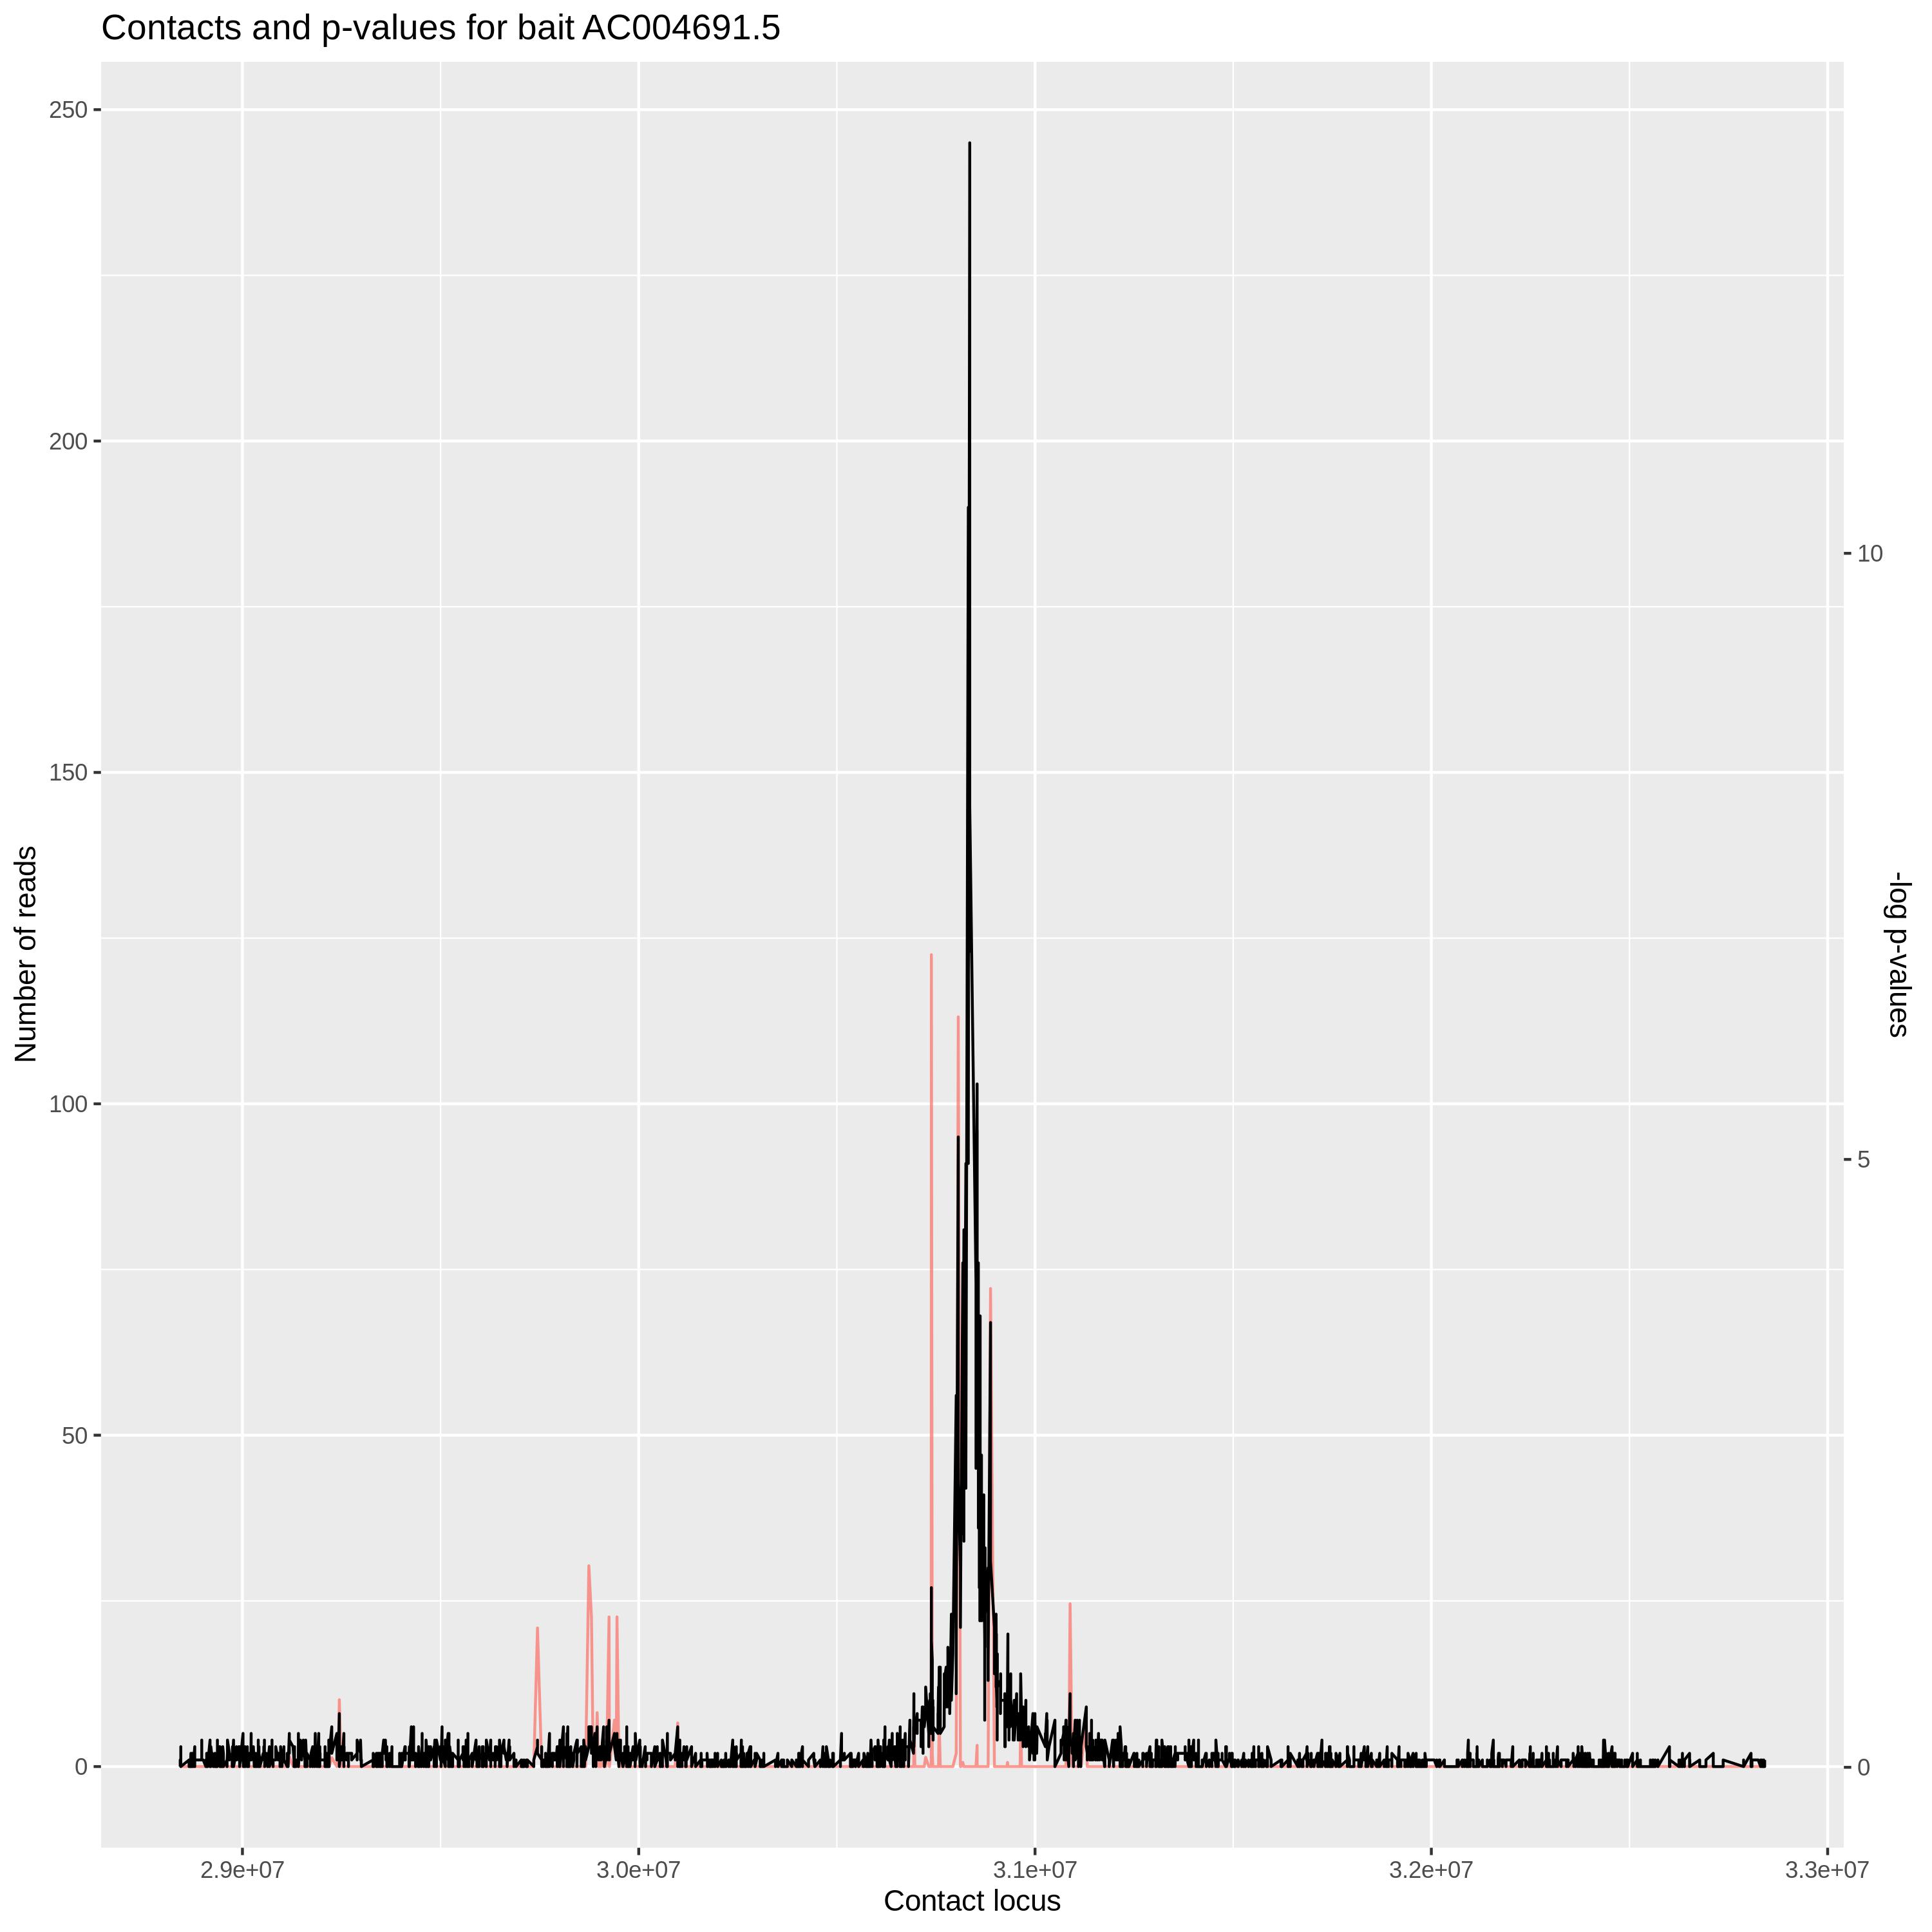 Contacts and p-values for bait AC004691.5
250
200
150
100
50
0
Number of reads
10
5
0
-log p-values
2.9e+07
3.0e+07
3.1e+07
3.2e+07
3.3e+07
Contact locus